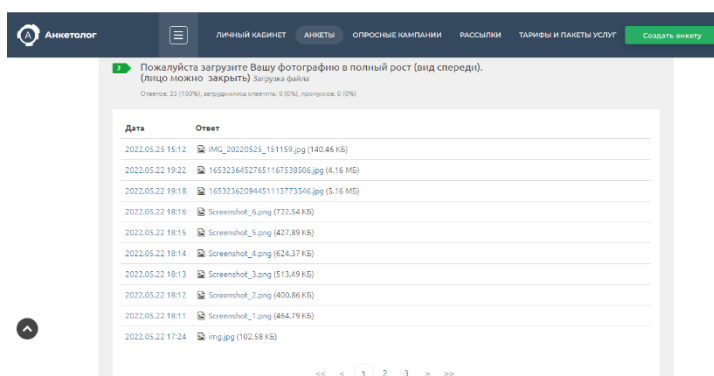 Анкетолог
ЛИЧНЫЙ КАБИНЕТ АНКЕТЫ ОПРОСНЫЕ КАМПАНИИ РАССЫЛКИ ТАРИФЫ И ПАКЕТЫ УСЛУГ Создать анкету
Пожалуйста загрузите Вашу фотографию в полный рост (вид спереди).
(лицо можно закрыть) Загрузка файла
Ответов: 23 (100%), затруднились ответить: 0 (0%), пропусков: 0 (0%)
Дата Ответ
2022.05.25 15:12 IMG_20220525_151159.jpg (140.46 КБ)
2022.05.22 19:22 16532364527651167538506.jpg (4.16 МБ)
2022.05.22 19:18 16532362094451113773546.jpg (5.16 МБ)
2022.05.22 18:16 Screenshot_6.png (722.54 КБ)
2022.05.22 18:15 Screenshot_5.png (427.89 КБ)
2022.05.22 18:14 Screenshot_4.png (624.37 КБ)
2022.05.22 18:13 Screenshot_3.png (513.49 КБ)
2022.05.22 18:12 Screenshot_2.png (400.86 КБ)
2022.05.22 18:11 Screenshot_1.png (464.79 КБ)
2022.05.22 17:24 img.jpg (102.58 КБ)
<< < 1 2 3 > >>